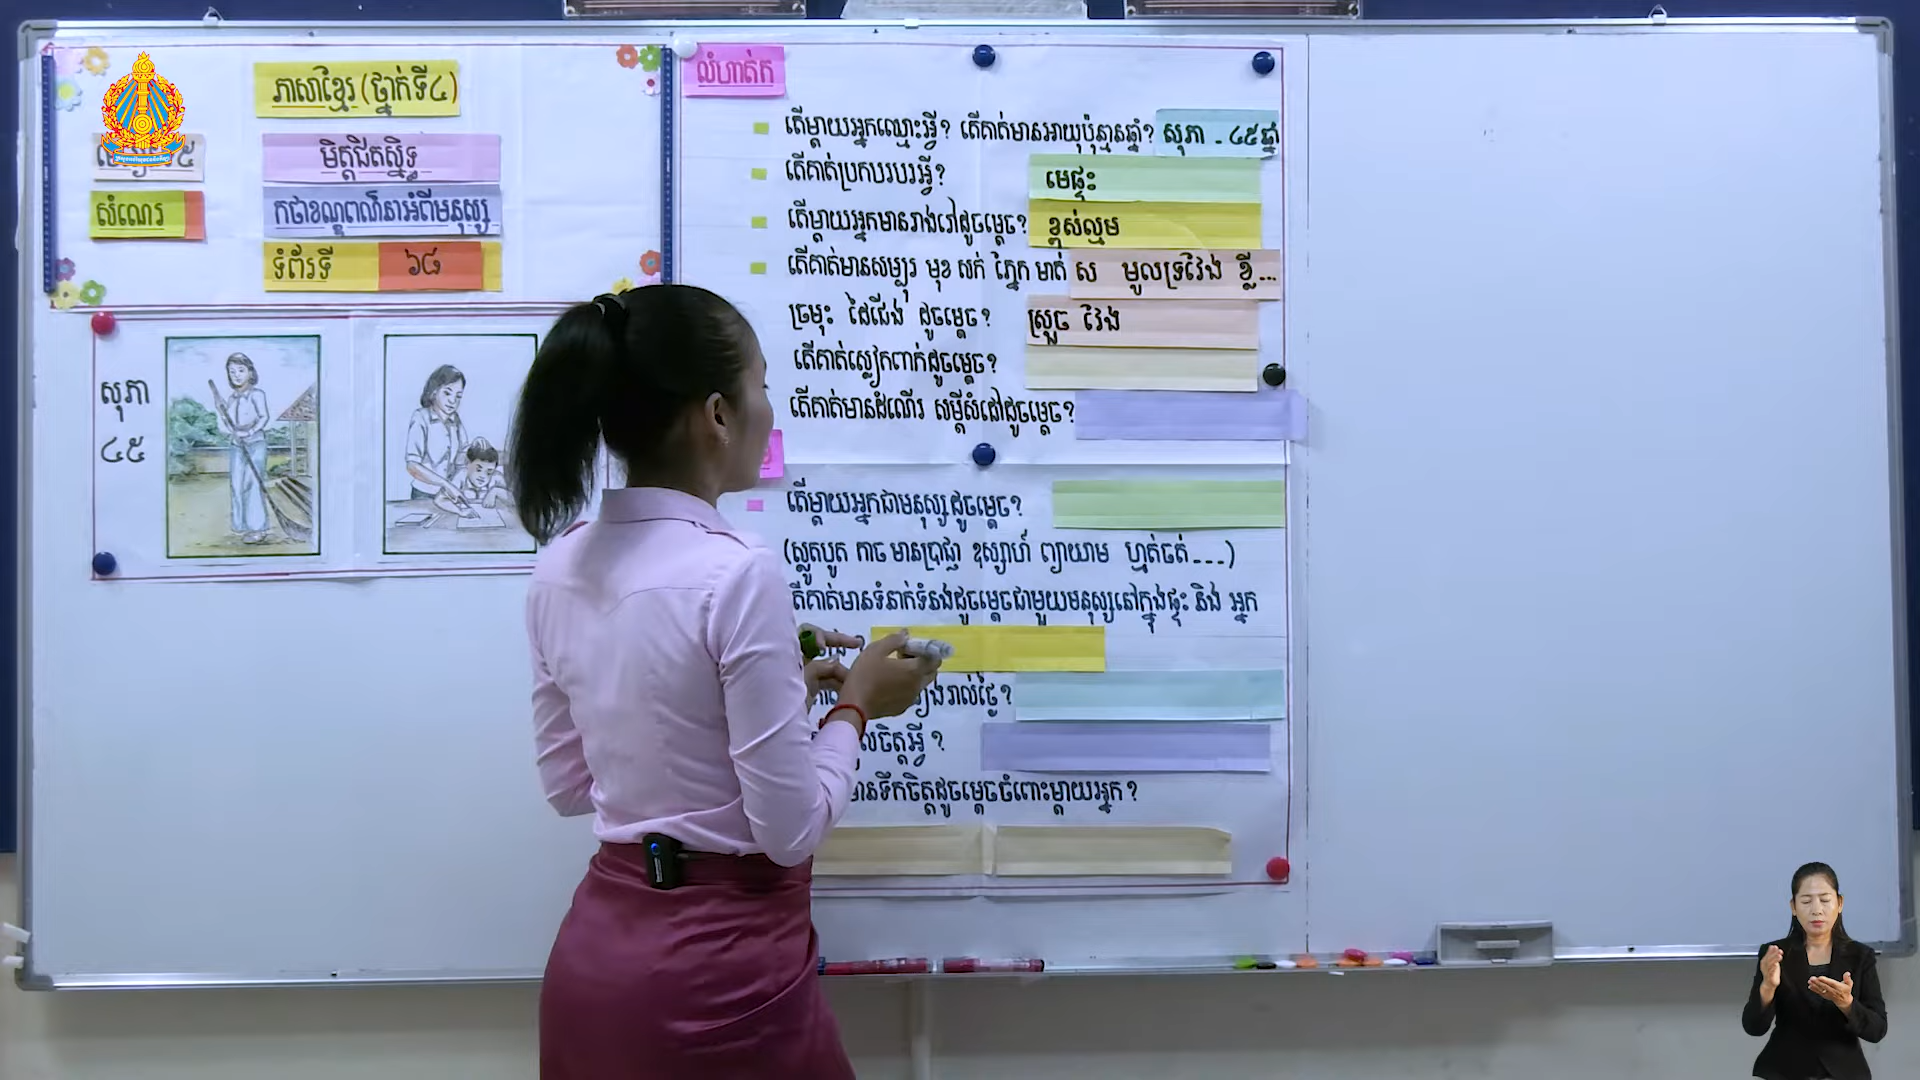 ភាសាខ្មែរ (ថ្នាក់ទី៤)
មិត្តជិតស្និទ្ធ
សំណេរ
កថាខណ្ឌពណ៌នាអំពីមនុស្ស
ទំព័រទី ៦៨
សុភា
៤៥
លំហាត់ក
តើម្ដាយអ្នកឈ្មោះអ្វី? តើគាត់មានអាយុប៉ុន្មានឆ្នាំ? សុភា - ៤៥ឆ្នាំ
តើគាត់ប្រកបរបរអ្វី? មេផ្ទះ
តើម្ដាយអ្នកមានរាងរៅដូចម្ដេច? ខ្ពស់ល្មម
តើគាត់មានសម្បុរ មុខ សក់ ភ្នែក មាត់ ស មូលទ្រវែង ខ្លី...
ច្រមុះ ដៃជើង ដូចម្ដេច? ស្រួច វែង
តើគាត់ស្លៀកពាក់ដូចម្ដេច?
តើគាត់មានដំណើរ សម្ដីសំដៅដូចម្ដេច?
តើម្ដាយអ្នកជាមនុស្សដូចម្ដេច?
(ស្លូតបូត កាច មានប្រាជ្ញា ឧស្សាហ៍ ព្យាយាម ហ្មត់ចត់...)
តើគាត់មានទំនាក់ទំនងដូចម្ដេចជាមួយមនុស្សនៅក្នុងផ្ទះ និង អ្នក
រាល់ថ្ងៃ?
ចិត្តអ្វី?
មានទឹកចិត្តដូចម្ដេចចំពោះម្ដាយអ្នក?